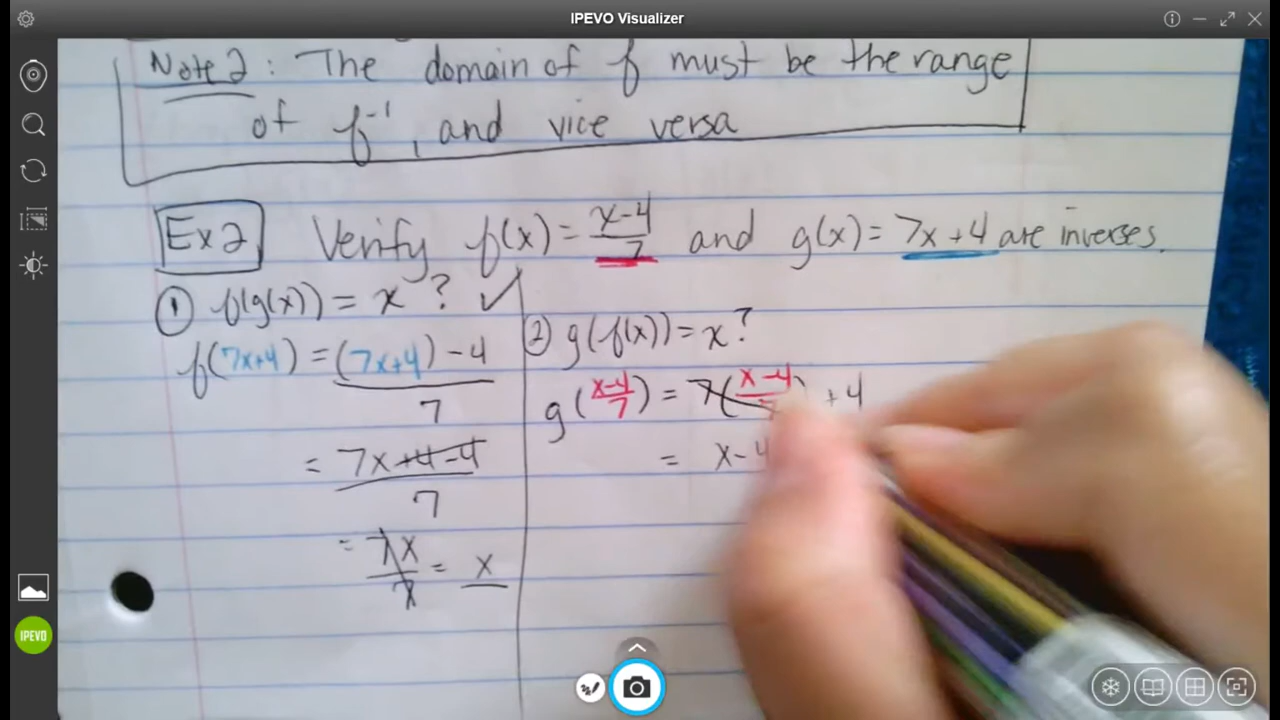 IPEVO Visualizer
Note 2: The domain of f must be the range
of f⁻¹, and vice versa
Ex 2 Verify f(x) = (x-4)/7 and g(x) = 7x+4 are inverses.
① f(g(x)) = x ? ✓
f(7x+4) = ((7x+4)-4)/7
= (7x+4-4)/7
= 7x/7 = x
② g(f(x)) = x?
g((x-4)/7) = 7((x-4)/7) + 4
= x-4
IPEVO